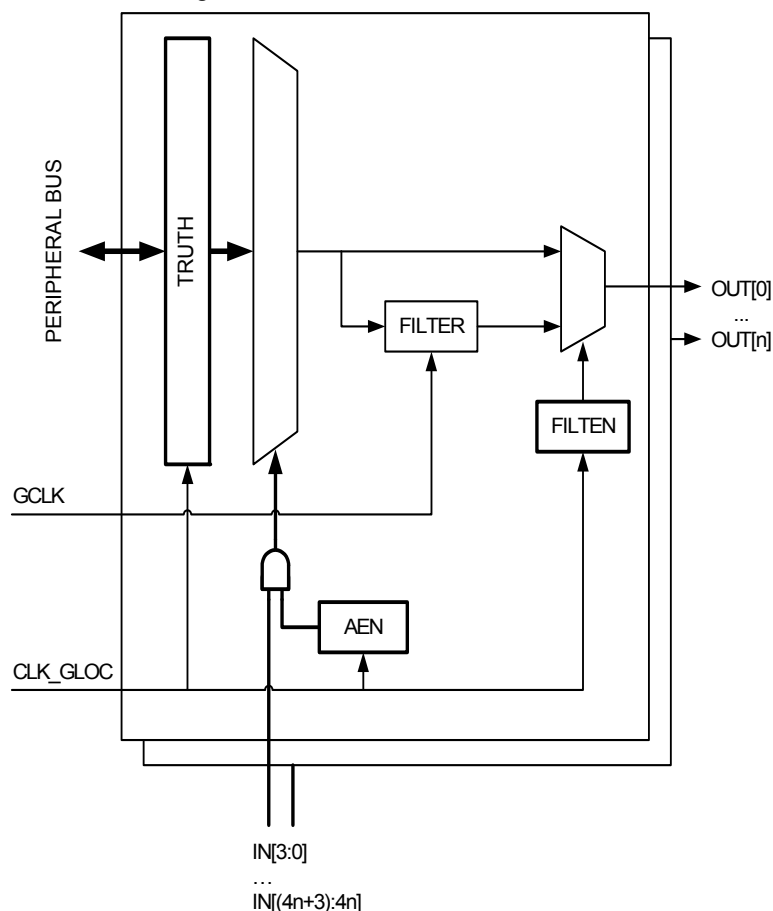 PERIPHERAL BUS
TRUTH
FILTER
OUT[0]
...
OUT[n]
FILTEN
GCLK
AEN
CLK_GLOC
IN[3:0]
...
IN[(4n+3):4n]